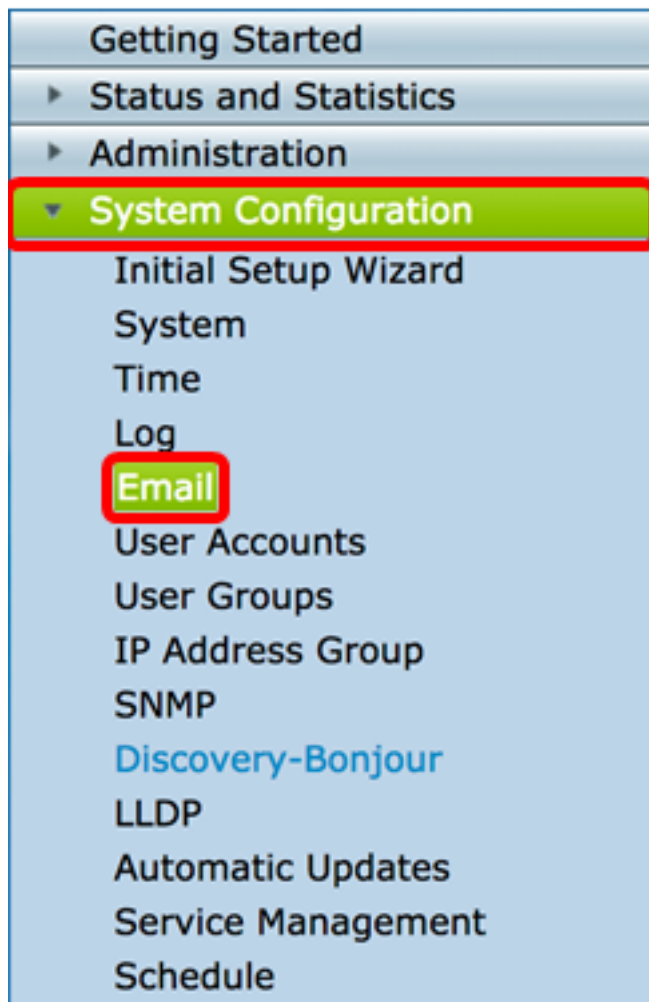 Getting Started
Status and Statistics
Administration
System Configuration
Initial Setup Wizard
System
Time
Log
Email
User Accounts
User Groups
IP Address Group
SNMP
Discovery-Bonjour
LLDP
Automatic Updates
Service Management
Schedule